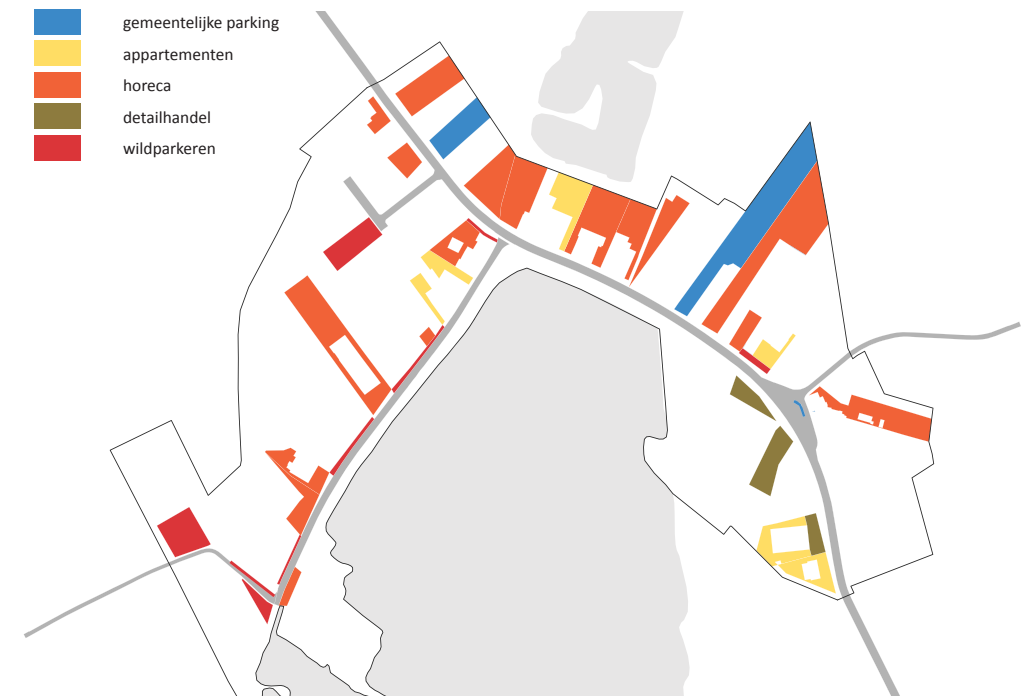 gemeentelijke parking
appartementen
horeca
detailhandel
wildparkeren